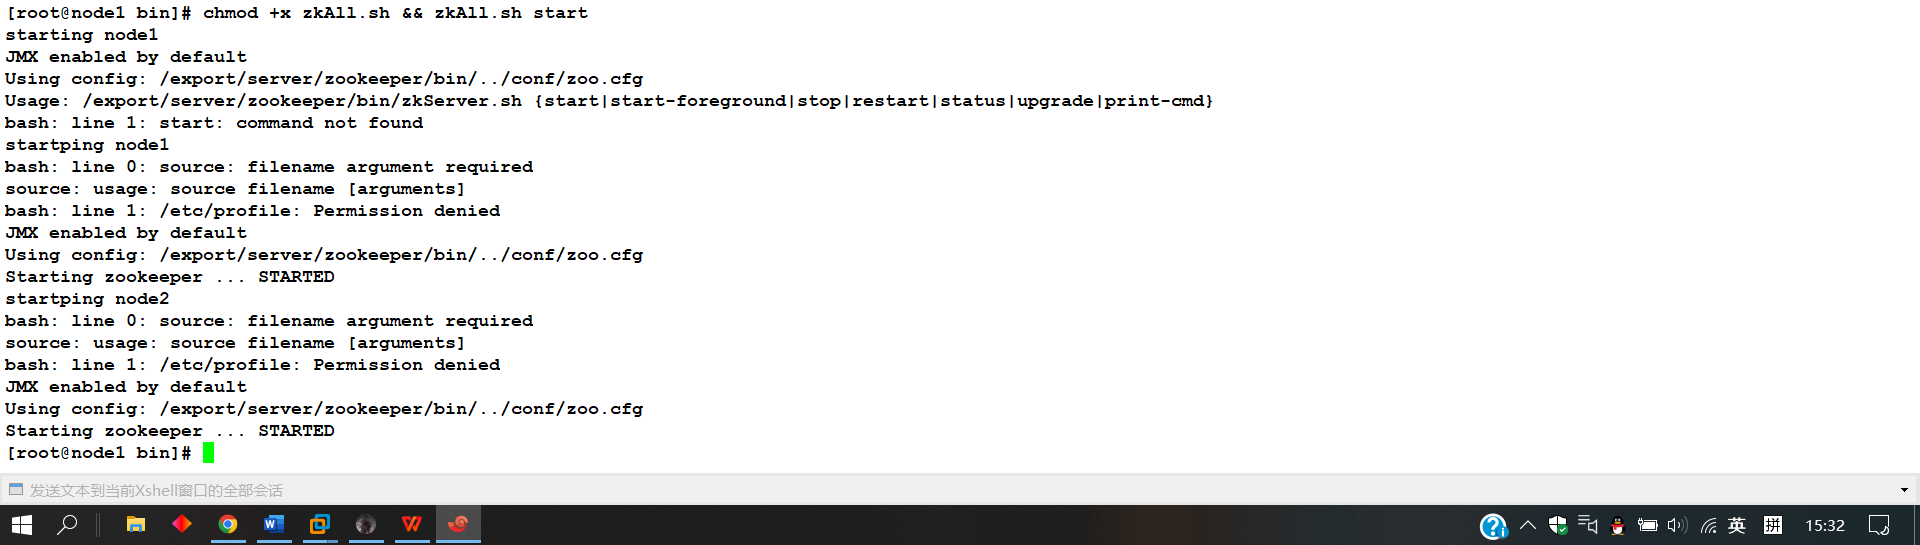 [root@node1 bin]# chmod +x zkAll.sh && zkAll.sh start
starting node1
JMX enabled by default
Using config: /export/server/zookeeper/bin/../conf/zoo.cfg
Usage: /export/server/zookeeper/bin/zkServer.sh {start|start-foreground|stop|restart|status|upgrade|print-cmd}
bash: line 1: start: command not found
startping node1
bash: line 0: source: filename argument required
source: usage: source filename [arguments]
bash: line 1: /etc/profile: Permission denied
JMX enabled by default
Using config: /export/server/zookeeper/bin/../conf/zoo.cfg
Starting zookeeper ... STARTED
startping node2
bash: line 0: source: filename argument required
source: usage: source filename [arguments]
bash: line 1: /etc/profile: Permission denied
JMX enabled by default
Using config: /export/server/zookeeper/bin/../conf/zoo.cfg
Starting zookeeper ... STARTED
[root@node1 bin]#
发送文本到当前Xshell窗口的全部会话
英 拼 15:32